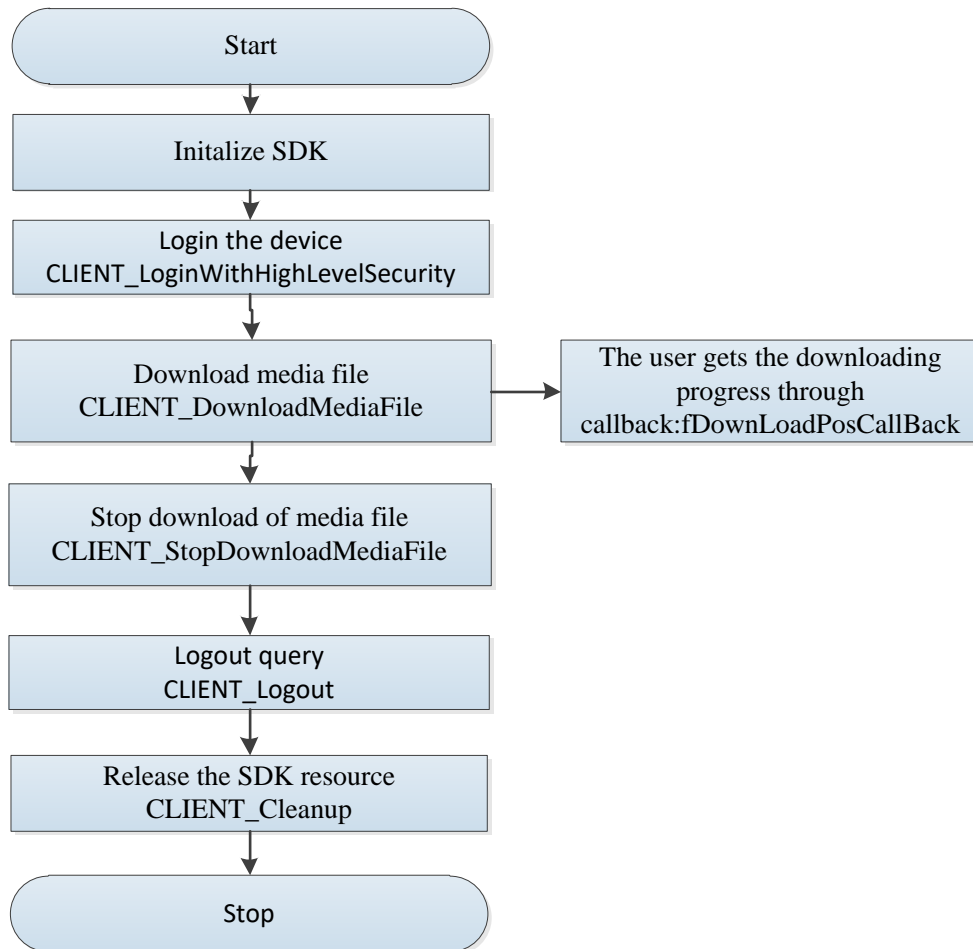 Start
Initalize SDK
Login the device
CLIENT_LoginWithHighLevelSecurity
Download media file
CLIENT_DownloadMediaFile
The user gets the downloading
progress through
callback:fDownLoadPosCallBack
Stop download of media file
CLIENT_StopDownloadMediaFile
Logout query
CLIENT_Logout
Release the SDK resource
CLIENT_Cleanup
Stop